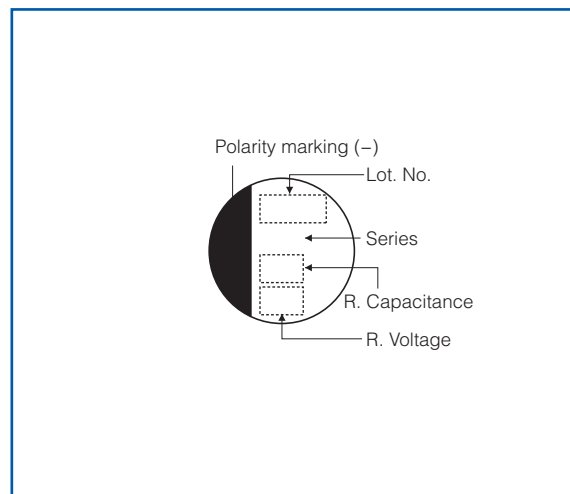 Polarity marking (–)
Lot. No.
Series
R. Capacitance
R. Voltage